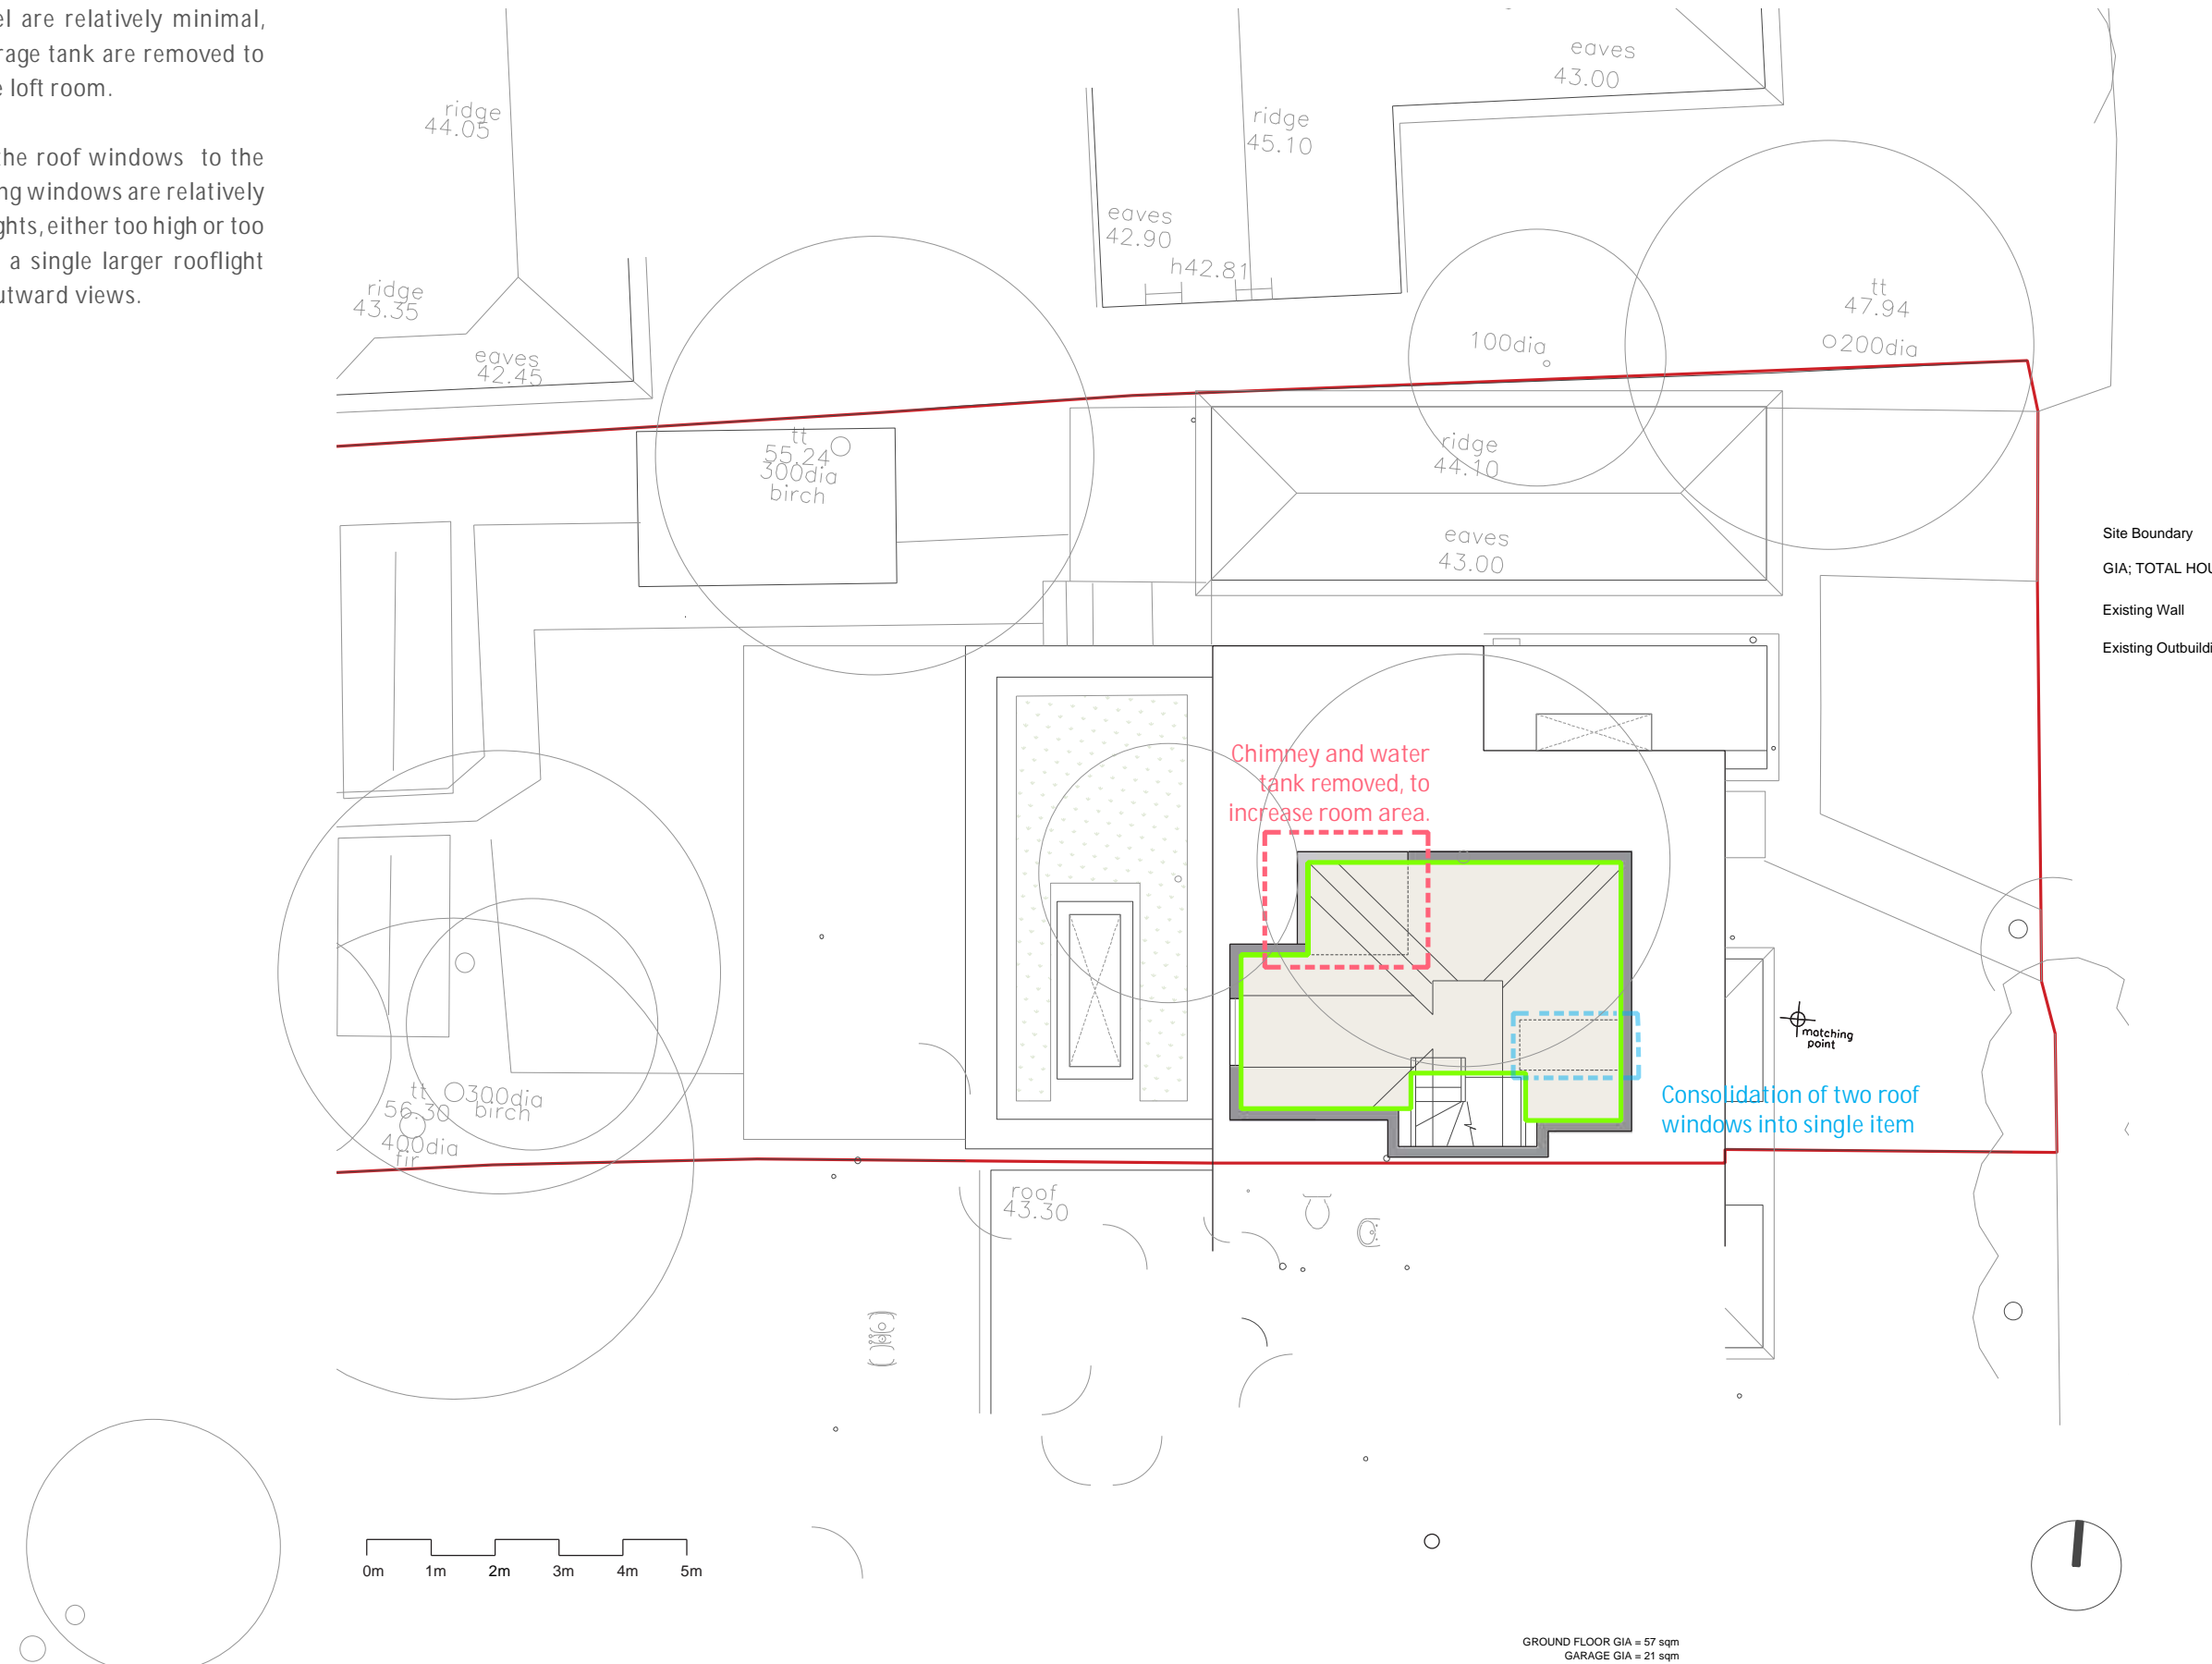 el are relatively minimal,
rage tank are removed to
e loft room.
the roof windows to the
ng windows are relatively
ghts, either too high or too
a single larger rooflight
utward views.
ridge
44.05
ridge
43.35
eaves
42.45
eaves
42.90
h42.81
ridge
45.10
eaves
43.00
100dia
tt
47.94
200dia
tt
55.24
300dia
birch
ridge
44.10
eaves
43.00
Site Boundary
GIA; TOTAL HOU
Existing Wall
Existing Outbuildi
Chimney and water
tank removed, to
increase room area.
matching
point
Consolidation of two roof
windows into single item
tt
56.30
300dia
birch
400dia
fir
roof
43.30
0m 1m 2m 3m 4m 5m
GROUND FLOOR GIA = 57 sqm
GARAGE GIA = 21 sqm